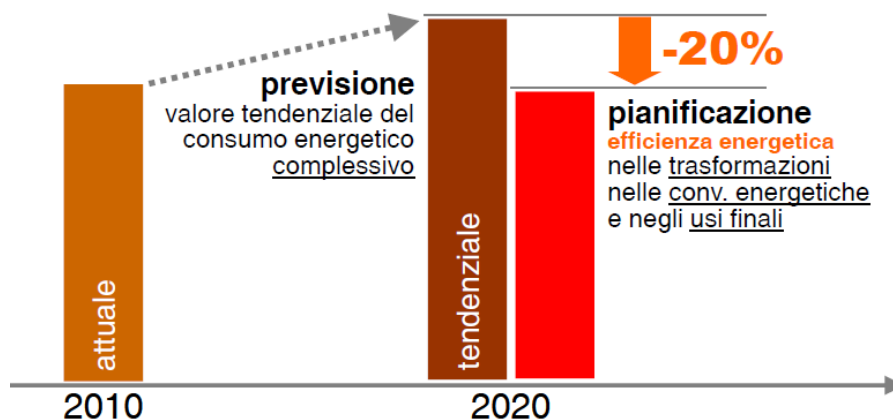 -20%
previsione
valore tendenziale del
consumo energetico
complessivo
pianificazione
efficienza energetica
nelle trasformazioni
nelle conv. energetiche
e negli usi finali
attuale
tendenziale
2010
2020